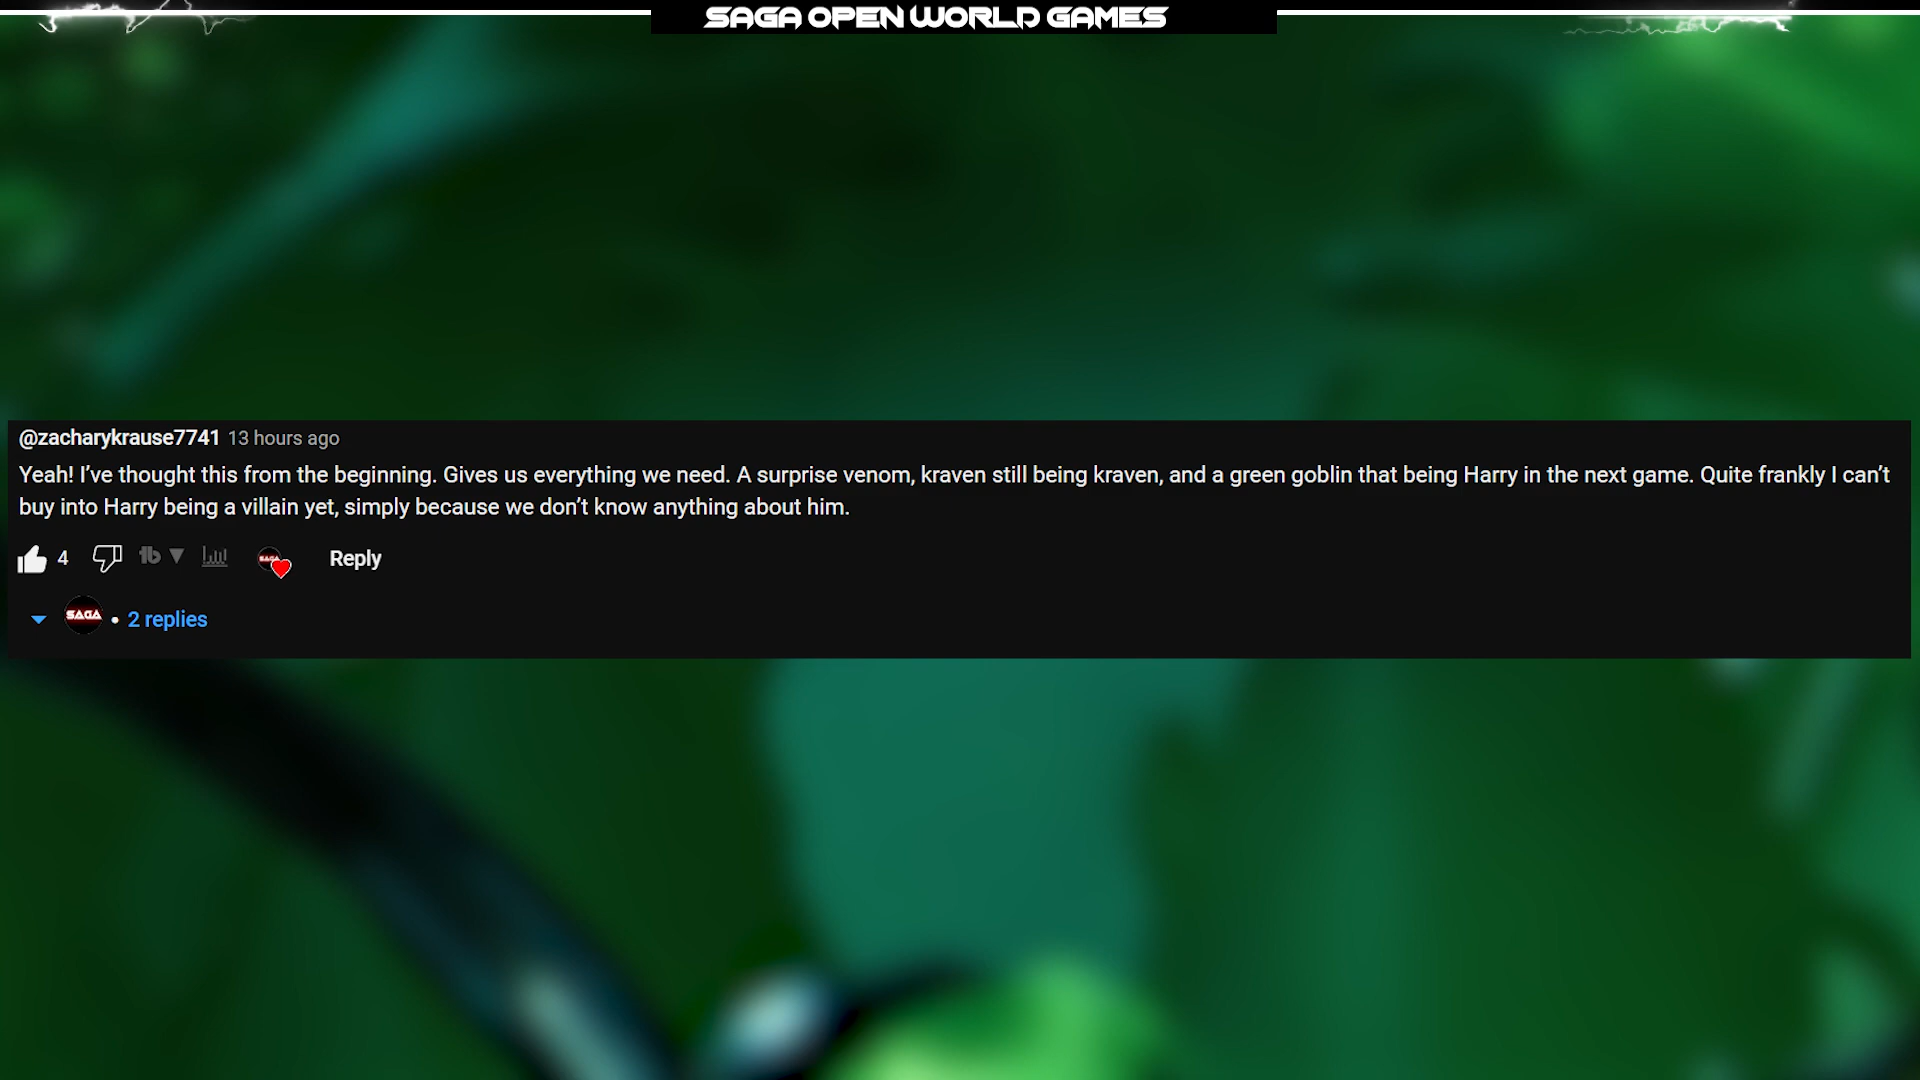 SAGA OPEN WORLD GAMES
@zacharykrause7741 13 hours ago
Yeah! I’ve thought this from the beginning. Gives us everything we need. A surprise venom, kraven still being kraven, and a green goblin that being Harry in the next game. Quite frankly I can’t
buy into Harry being a villain yet, simply because we don’t know anything about him.
4 1b SAGA Reply
SAGA • 2 replies